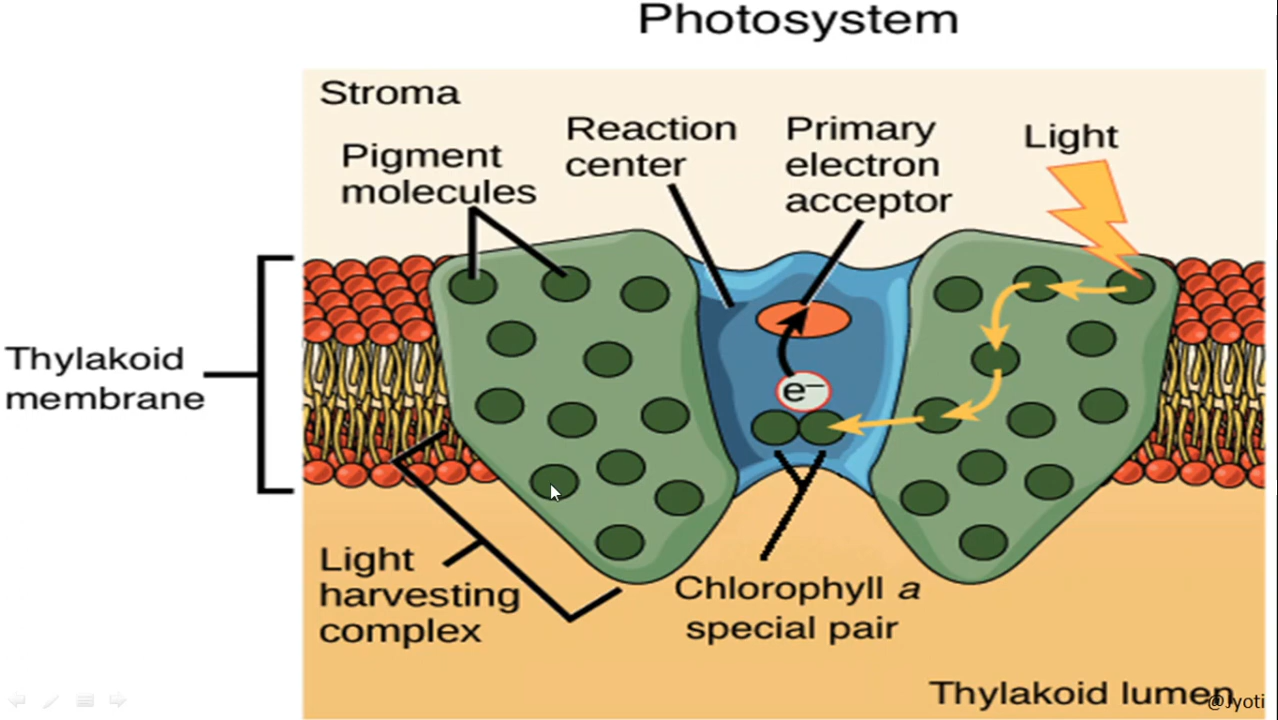 Photosystem
Stroma
Pigment
molecules
Reaction
center
Primary
electron
acceptor
Light
Thylakoid
membrane
e−
Light
harvesting
complex
Chlorophyll a
special pair
Thylakoid lumen
@Jyoti